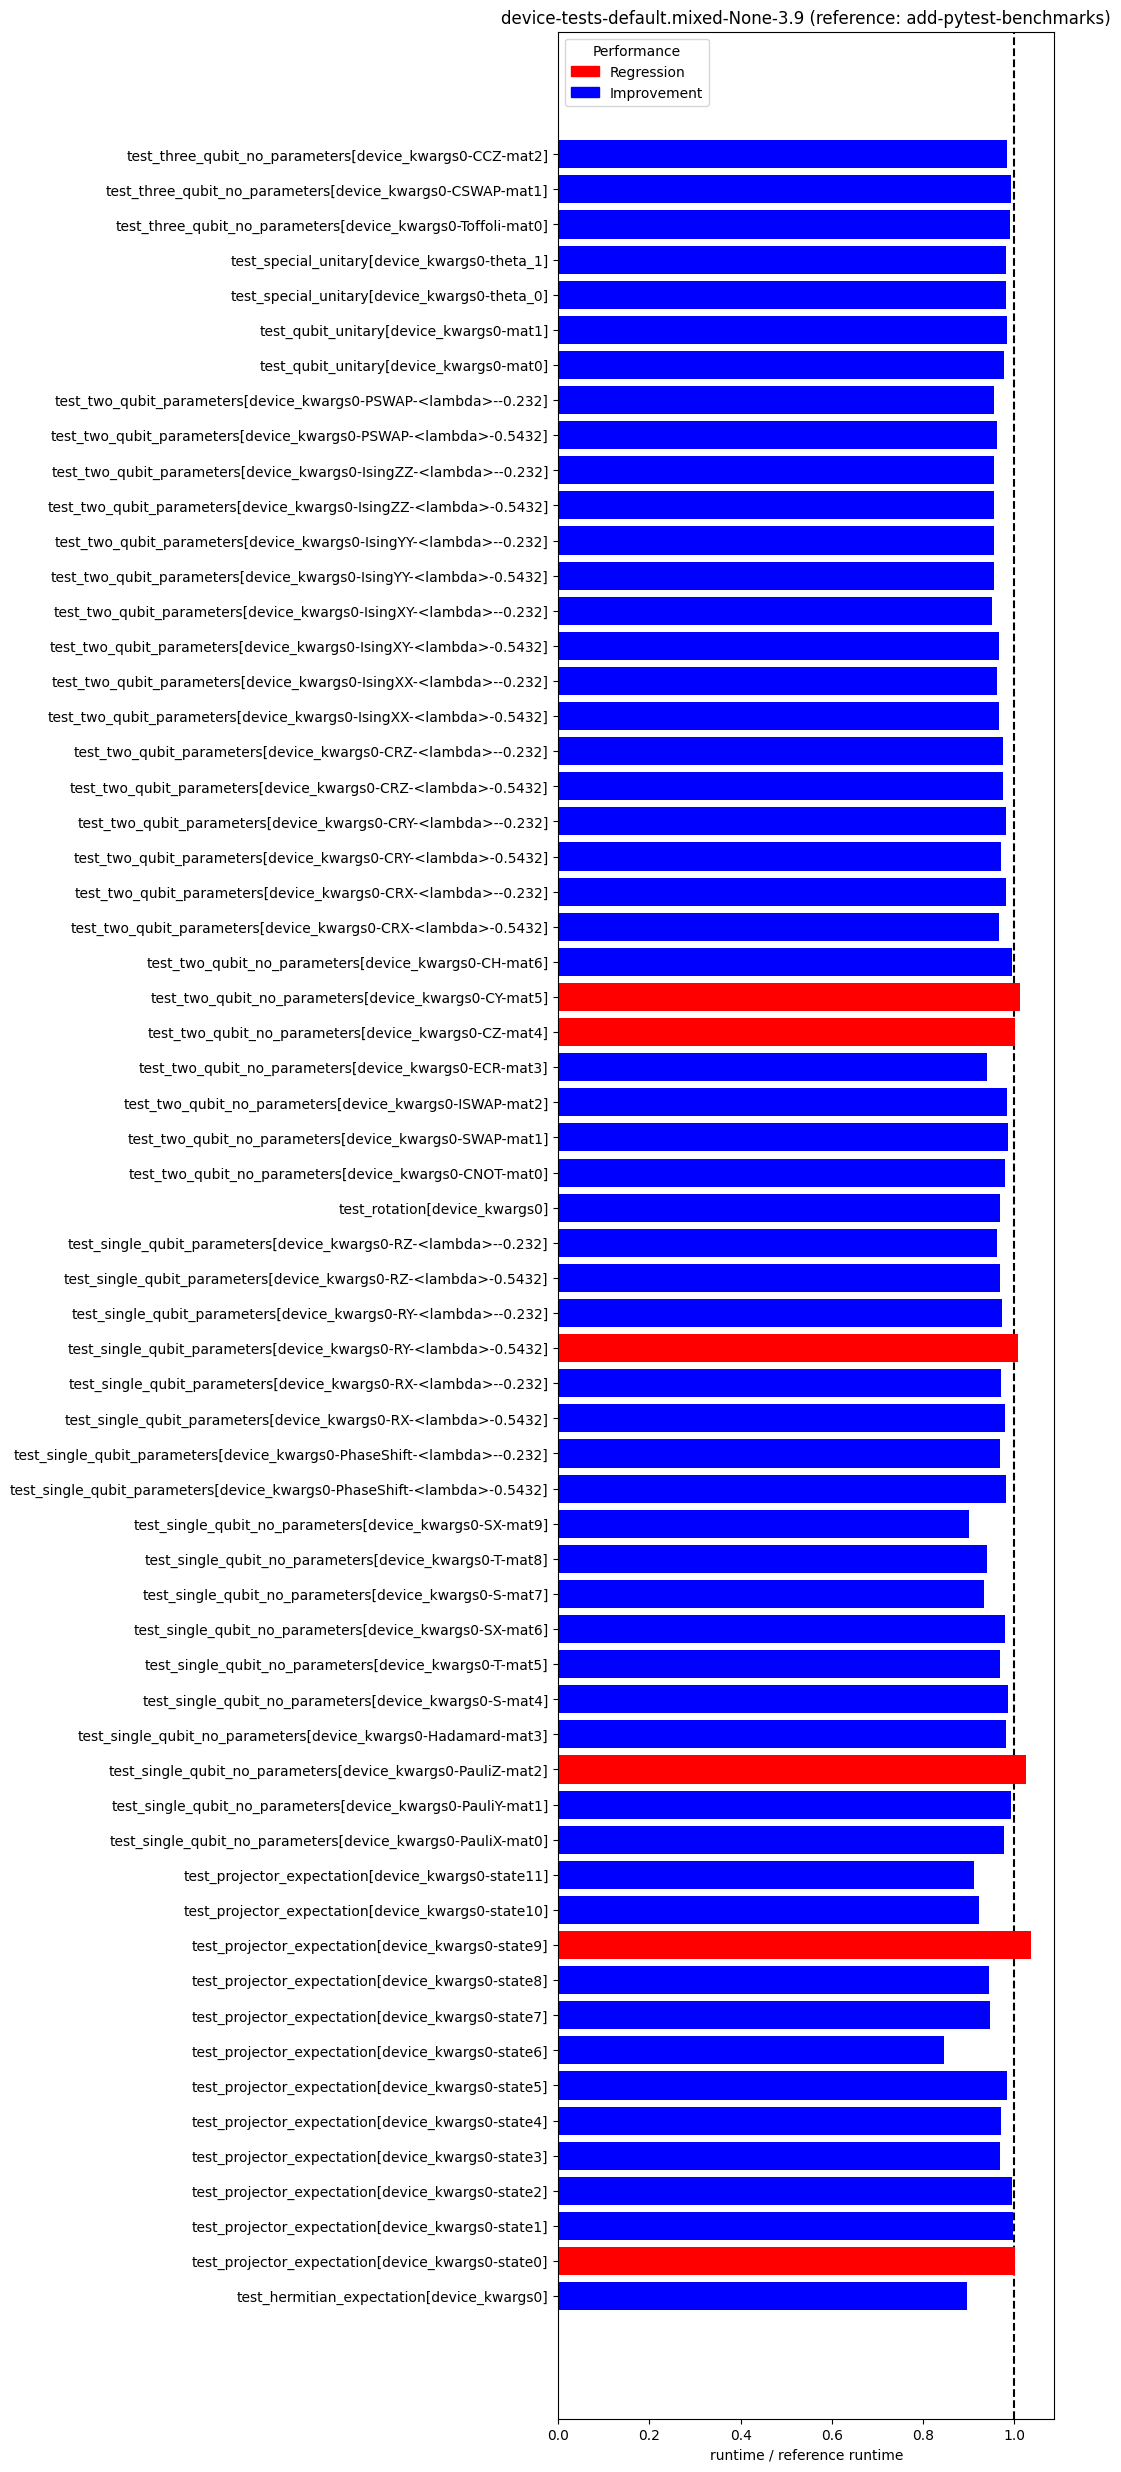 device-tests-default.mixed-None-3.9 (reference: add-pytest-benchmarks)
Performance
Regression
Improvement
test_three_qubit_no_parameters[device_kwargs0-CCZ-mat2]
test_three_qubit_no_parameters[device_kwargs0-CSWAP-mat1]
test_three_qubit_no_parameters[device_kwargs0-Toffoli-mat0]
test_special_unitary[device_kwargs0-theta_1]
test_special_unitary[device_kwargs0-theta_0]
test_qubit_unitary[device_kwargs0-mat1]
test_qubit_unitary[device_kwargs0-mat0]
test_two_qubit_parameters[device_kwargs0-PSWAP-<lambda>--0.232]
test_two_qubit_parameters[device_kwargs0-PSWAP-<lambda>-0.5432]
test_two_qubit_parameters[device_kwargs0-IsingZZ-<lambda>--0.232]
test_two_qubit_parameters[device_kwargs0-IsingZZ-<lambda>-0.5432]
test_two_qubit_parameters[device_kwargs0-IsingYY-<lambda>--0.232]
test_two_qubit_parameters[device_kwargs0-IsingYY-<lambda>-0.5432]
test_two_qubit_parameters[device_kwargs0-IsingXY-<lambda>--0.232]
test_two_qubit_parameters[device_kwargs0-IsingXY-<lambda>-0.5432]
test_two_qubit_parameters[device_kwargs0-IsingXX-<lambda>--0.232]
test_two_qubit_parameters[device_kwargs0-IsingXX-<lambda>-0.5432]
test_two_qubit_parameters[device_kwargs0-CRZ-<lambda>--0.232]
test_two_qubit_parameters[device_kwargs0-CRZ-<lambda>-0.5432]
test_two_qubit_parameters[device_kwargs0-CRY-<lambda>--0.232]
test_two_qubit_parameters[device_kwargs0-CRY-<lambda>-0.5432]
test_two_qubit_parameters[device_kwargs0-CRX-<lambda>--0.232]
test_two_qubit_parameters[device_kwargs0-CRX-<lambda>-0.5432]
test_two_qubit_no_parameters[device_kwargs0-CH-mat6]
test_two_qubit_no_parameters[device_kwargs0-CY-mat5]
test_two_qubit_no_parameters[device_kwargs0-CZ-mat4]
test_two_qubit_no_parameters[device_kwargs0-ECR-mat3]
test_two_qubit_no_parameters[device_kwargs0-ISWAP-mat2]
test_two_qubit_no_parameters[device_kwargs0-SWAP-mat1]
test_two_qubit_no_parameters[device_kwargs0-CNOT-mat0]
test_rotation[device_kwargs0]
test_single_qubit_parameters[device_kwargs0-RZ-<lambda>--0.232]
test_single_qubit_parameters[device_kwargs0-RZ-<lambda>-0.5432]
test_single_qubit_parameters[device_kwargs0-RY-<lambda>--0.232]
test_single_qubit_parameters[device_kwargs0-RY-<lambda>-0.5432]
test_single_qubit_parameters[device_kwargs0-RX-<lambda>--0.232]
test_single_qubit_parameters[device_kwargs0-RX-<lambda>-0.5432]
test_single_qubit_parameters[device_kwargs0-PhaseShift-<lambda>--0.232]
test_single_qubit_parameters[device_kwargs0-PhaseShift-<lambda>-0.5432]
test_single_qubit_no_parameters[device_kwargs0-SX-mat9]
test_single_qubit_no_parameters[device_kwargs0-T-mat8]
test_single_qubit_no_parameters[device_kwargs0-S-mat7]
test_single_qubit_no_parameters[device_kwargs0-SX-mat6]
test_single_qubit_no_parameters[device_kwargs0-T-mat5]
test_single_qubit_no_parameters[device_kwargs0-S-mat4]
test_single_qubit_no_parameters[device_kwargs0-Hadamard-mat3]
test_single_qubit_no_parameters[device_kwargs0-PauliZ-mat2]
test_single_qubit_no_parameters[device_kwargs0-PauliY-mat1]
test_single_qubit_no_parameters[device_kwargs0-PauliX-mat0]
test_projector_expectation[device_kwargs0-state11]
test_projector_expectation[device_kwargs0-state10]
test_projector_expectation[device_kwargs0-state9]
test_projector_expectation[device_kwargs0-state8]
test_projector_expectation[device_kwargs0-state7]
test_projector_expectation[device_kwargs0-state6]
test_projector_expectation[device_kwargs0-state5]
test_projector_expectation[device_kwargs0-state4]
test_projector_expectation[device_kwargs0-state3]
test_projector_expectation[device_kwargs0-state2]
test_projector_expectation[device_kwargs0-state1]
test_projector_expectation[device_kwargs0-state0]
test_hermitian_expectation[device_kwargs0]
0.0 0.2 0.4 0.6 0.8 1.0
runtime / reference runtime